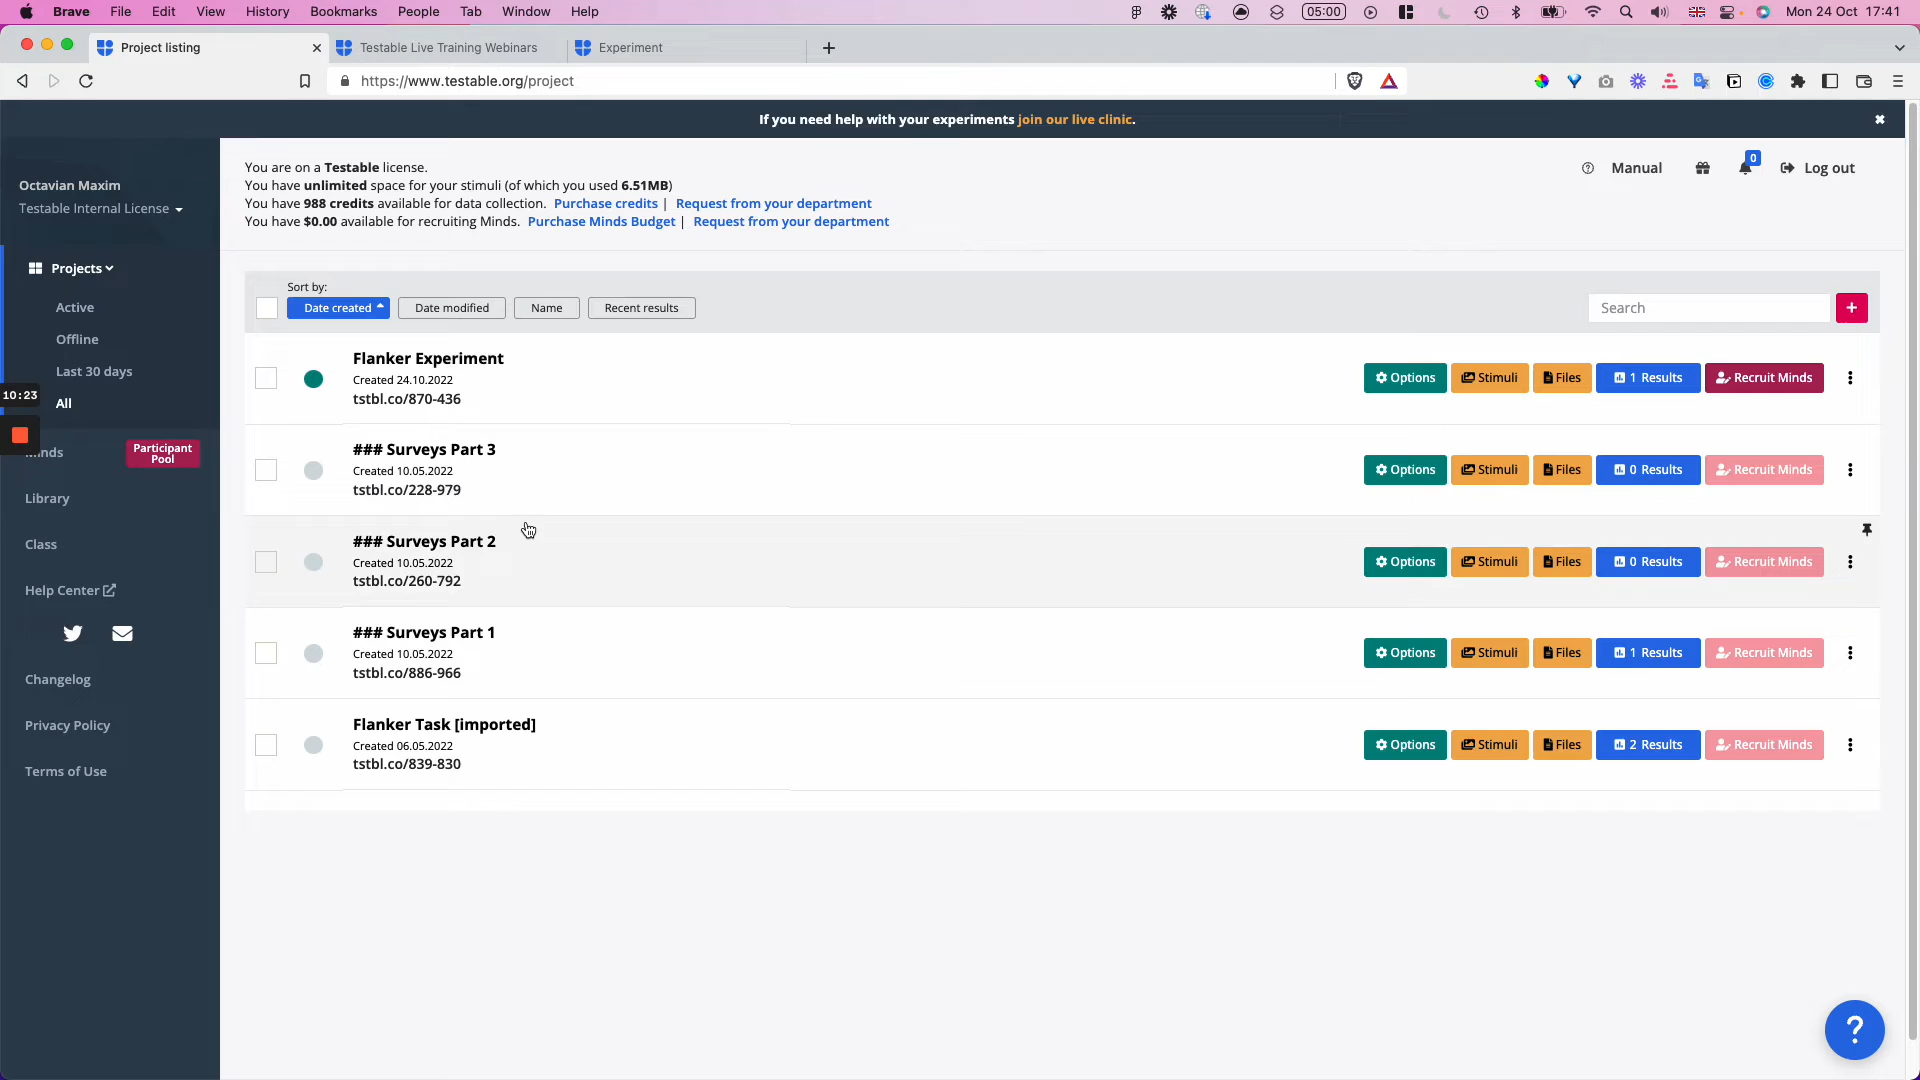 Brave File Edit View History Bookmarks People Tab Window Help 05:00 Mon 24 Oct 17:41
Project listing Testable Live Training Webinars Experiment
https://www.testable.org/project
If you need help with your experiments join our live clinic.
Octavian Maxim
Testable Internal License
Projects
Active
Offline
Last 30 days
10:23
All
Minds
Participant
Pool
Library
Class
Help Center
Changelog
Privacy Policy
Terms of Use
You are on a Testable license.
You have unlimited space for your stimuli (of which you used 6.51MB)
You have 988 credits available for data collection. Purchase credits | Request from your department
You have $0.00 available for recruiting Minds. Purchase Minds Budget | Request from your department
Manual 0 Log out
Sort by:
Date created Date modified Name Recent results Search +
Flanker Experiment
Created 24.10.2022
tstbl.co/870-436
Options Stimuli Files 1 Results Recruit Minds
### Surveys Part 3
Created 10.05.2022
tstbl.co/228-979
Options Stimuli Files 0 Results Recruit Minds
### Surveys Part 2
Created 10.05.2022
tstbl.co/260-792
Options Stimuli Files 0 Results Recruit Minds
### Surveys Part 1
Created 10.05.2022
tstbl.co/886-966
Options Stimuli Files 1 Results Recruit Minds
Flanker Task [imported]
Created 06.05.2022
tstbl.co/839-830
Options Stimuli Files 2 Results Recruit Minds
?